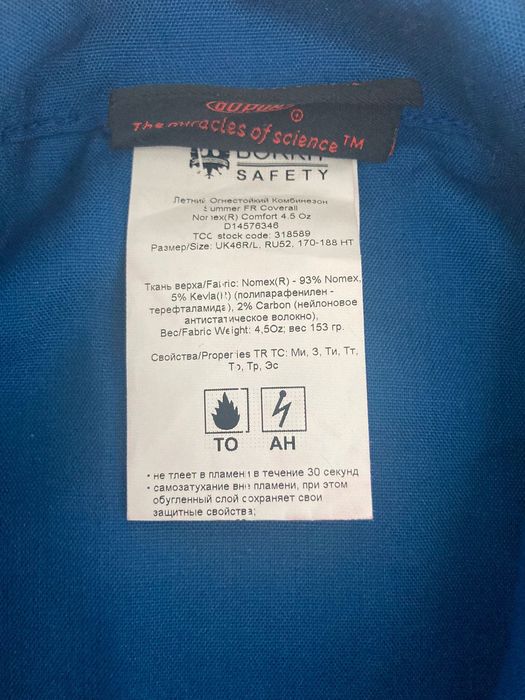 The miracles of science™
SAFETY
Летний Огнестойкий Комбинезон
Summer FR Coverall
Nomex(R) Comfort 4.5 Oz
D14576346
TCO stock code: 318589
Размер/Size: UK46R/L, RU52, 170-188 HT
Ткань верха/Fabric: Nomex(R) - 93% Nomex,
5% Kevla(R) (полипарафенилен -
терефталамида), 2% Carbon (нейлоновое
антистатическое волокно),
Вес/Fabric Weight: 4,5Oz; вес 153 гр.
Свойства/Properties TR TC: Ми, З, Ти, Тт,
То, Тр, Эс
ТО АН
• не тлеет в пламени в течение 30 секунд
• самозатухание вне пламени, при этом
обугленный слой сохраняет свои
защитные свойства;